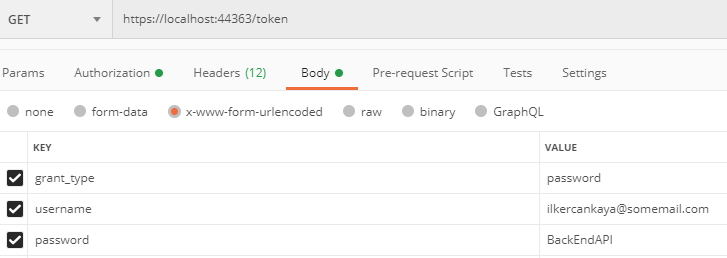 GET https://localhost:44363/token
Params Authorization Headers (12) Body Pre-request Script Tests Settings
none form-data x-www-form-urlencoded raw binary GraphQL
KEY VALUE
grant_type password
username ilkercankaya@somemail.com
password BackEndAPI